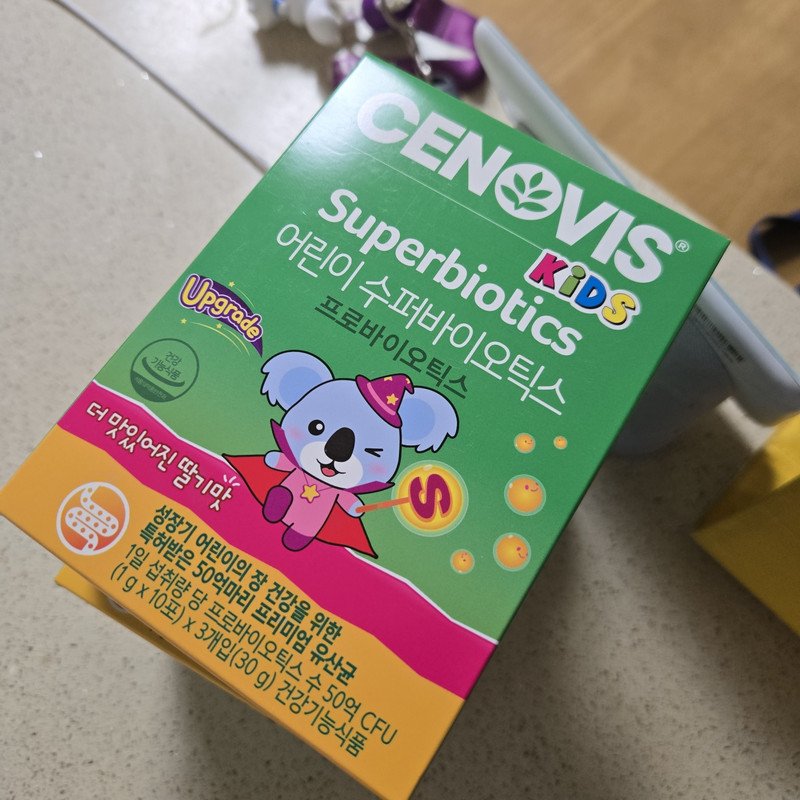 CENOVIS®
KiDS
Superbiotics
어린이 수퍼바이오틱스
프로바이오틱스
Upgrade
건강
기능식품
더 맛있어진 딸기맛
S
성장기 어린이의 장 건강을 위한
특허받은 50억마리 프리미엄 유산균
1일 섭취량 당 프로바이오틱스 수 50억 CFU
(1 g x 10포) x 3개입(30 g) 건강기능식품